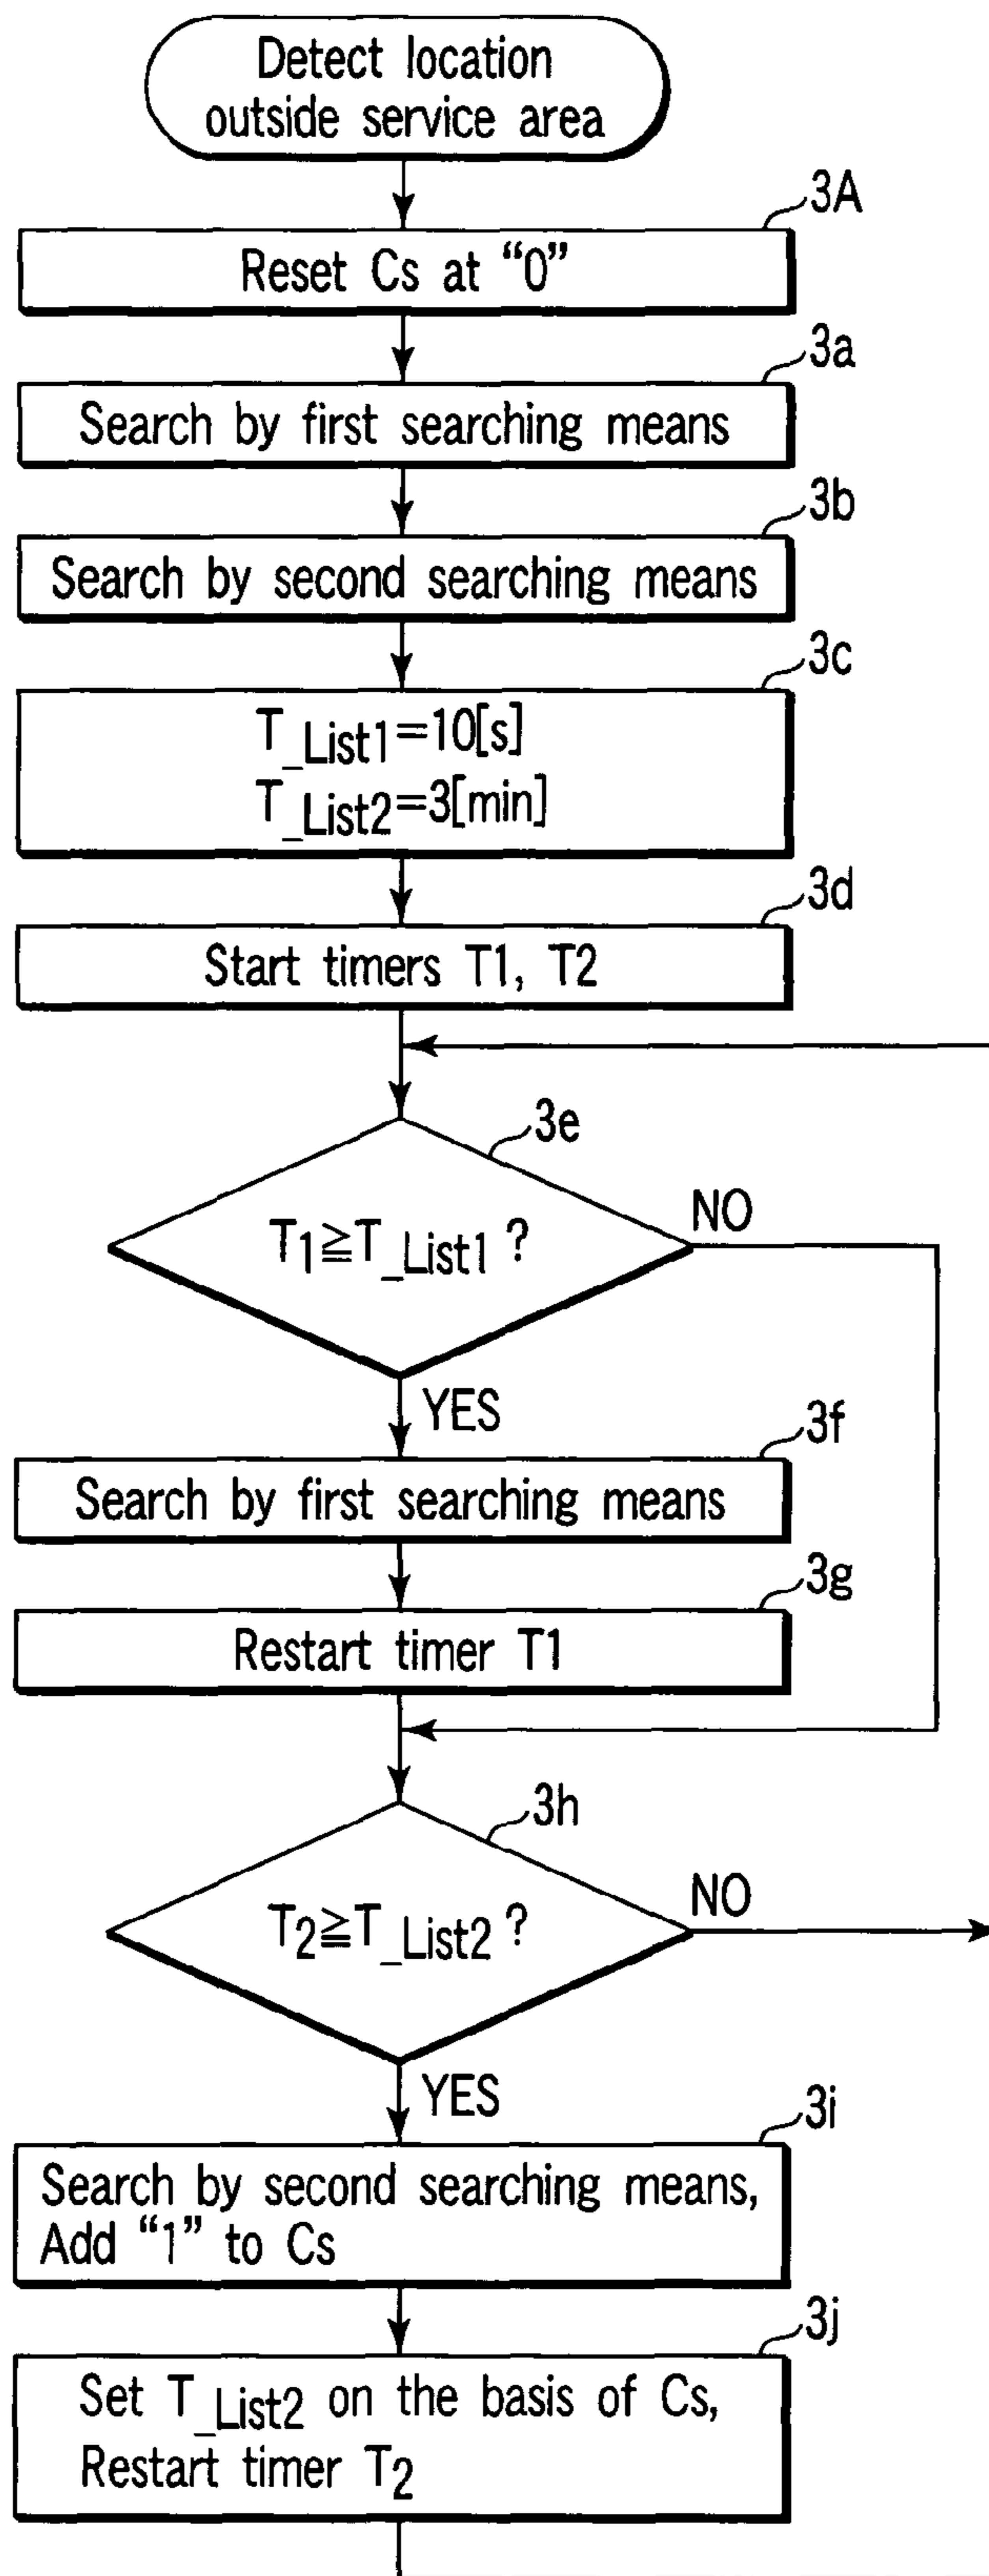 Detect location
outside service area
3A
Reset Cs at “0”
3a
Search by first searching means
3b
Search by second searching means
3c
T_List1=10[s]
T_List2=3[min]
3d
Start timers T1, T2
3e
T1≧T_List1 ?
NO
YES
3f
Search by first searching means
3g
Restart timer T1
3h
T2≧T_List2 ?
NO
YES
3i
Search by second searching means,
Add “1” to Cs
3j
Set T_List2 on the basis of Cs,
Restart timer T2